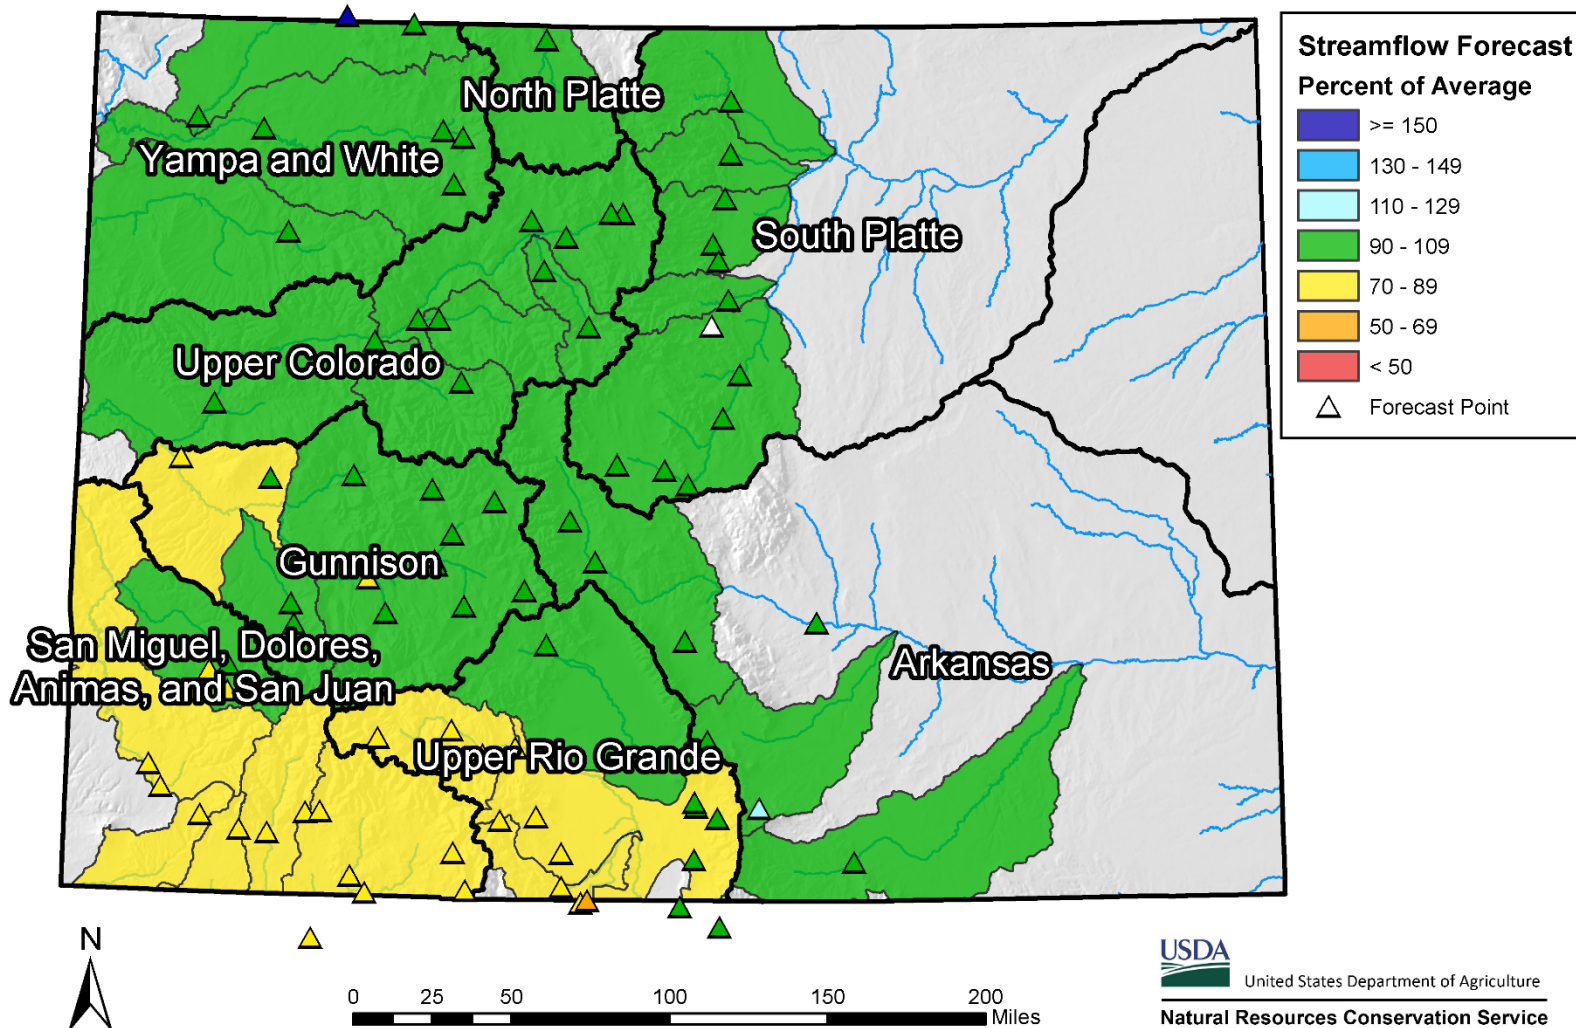 North Platte
Yampa and White
South Platte
Upper Colorado
Gunnison
San Miguel, Dolores,
Animas, and San Juan
Arkansas
Upper Rio Grande
Streamflow Forecast
Percent of Average
>= 150
130 - 149
110 - 129
90 - 109
70 - 89
50 - 69
< 50
Forecast Point
N
0 25 50 100 150 200
Miles
USDA
United States Department of Agriculture
Natural Resources Conservation Service